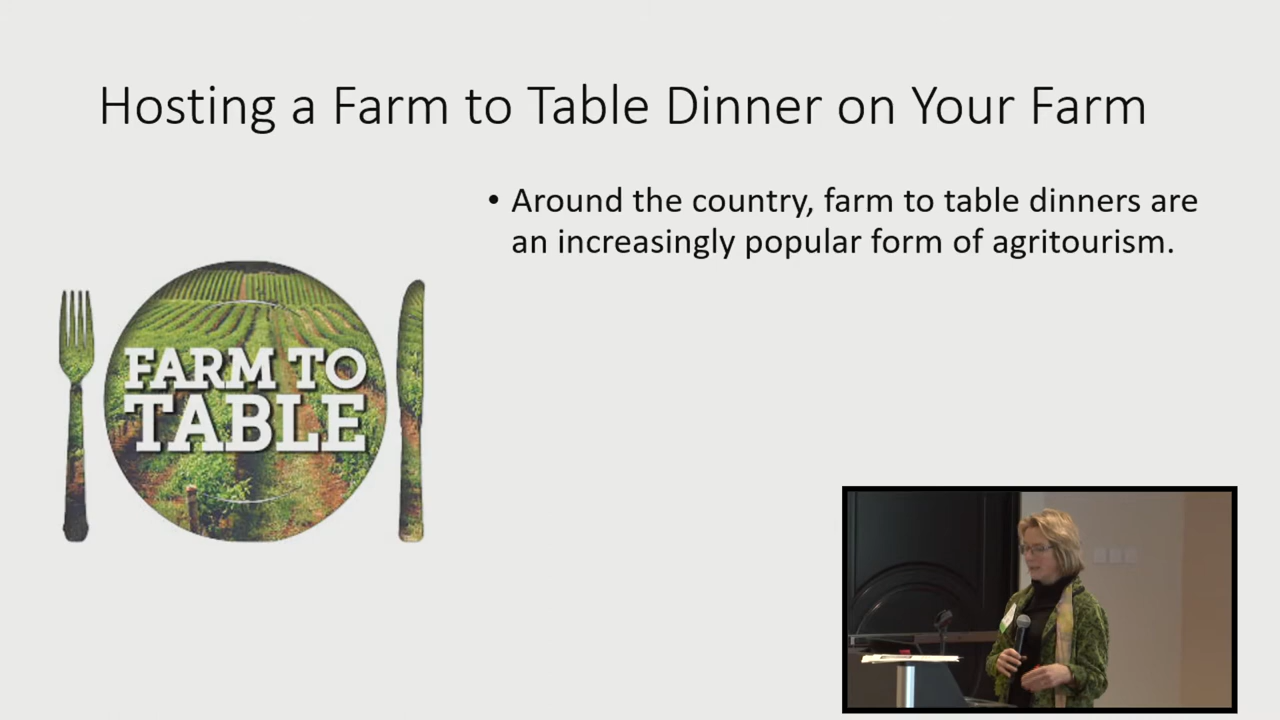 Hosting a Farm to Table Dinner on Your Farm
• Around the country, farm to table dinners are
an increasingly popular form of agritourism.
FARM TO
TABLE